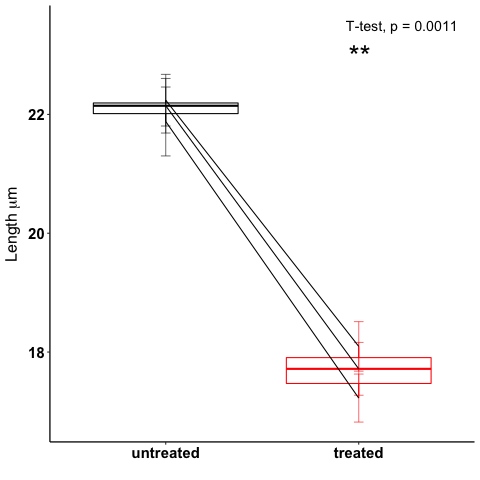 T-test, p = 0.0011
**
Length μm
22
20
18
untreated treated